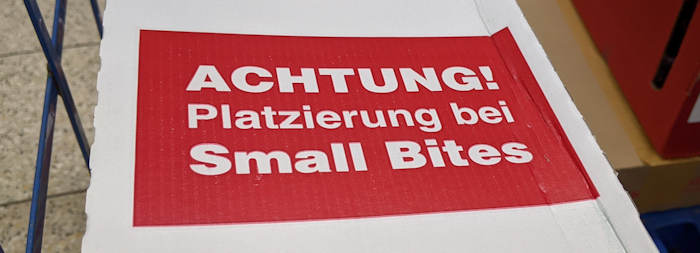 ACHTUNG!
Platzierung bei
Small Bites